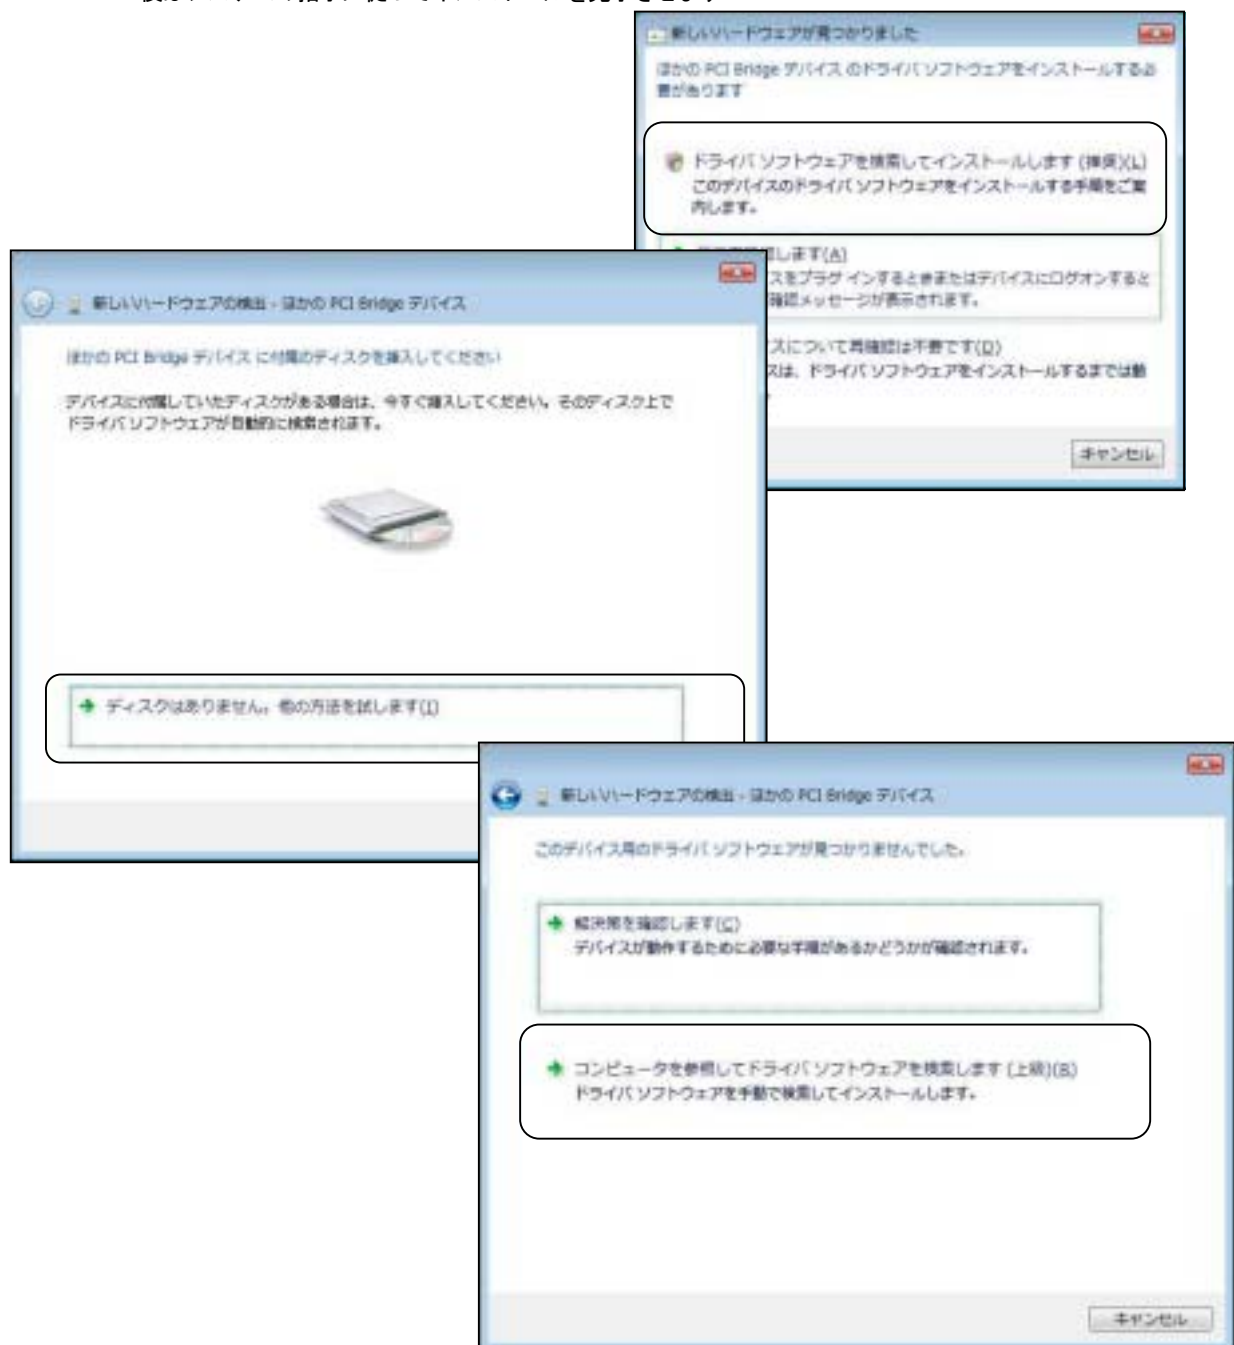 新しいハードウェアが見つかりました
ほかの PCI Bridge デバイス のドライバ ソフトウェアをインストールする必
要があります
ドライバ ソフトウェアを検索してインストールします (推奨)(L)
このデバイスのドライバ ソフトウェアをインストールする手順をご案
内します。
します(A)
スをプラグ インするときまたはデバイスにログオンすると
確認メッセージが表示されます。
スについて再確認は不要です(D)
スは、ドライバ ソフトウェアをインストールするまでは動
キャンセル
新しいハードウェアの検出 - ほかの PCI Bridge デバイス
ほかの PCI Bridge デバイス に付属のディスクを挿入してください
デバイスに付属していたディスクがある場合は、今すぐ挿入してください。そのディスク上で
ドライバ ソフトウェアが自動的に検索されます。
ディスクはありません。他の方法を試します(I)
新しいハードウェアの検出 - ほかの PCI Bridge デバイス
このデバイス用のドライバ ソフトウェアが見つかりませんでした。
解決策を確認します(C)
デバイスが動作するために必要な手順があるかどうかが確認されます。
コンピュータを参照してドライバ ソフトウェアを検索します (上級)(R)
ドライバ ソフトウェアを手動で検索してインストールします。
キャンセル